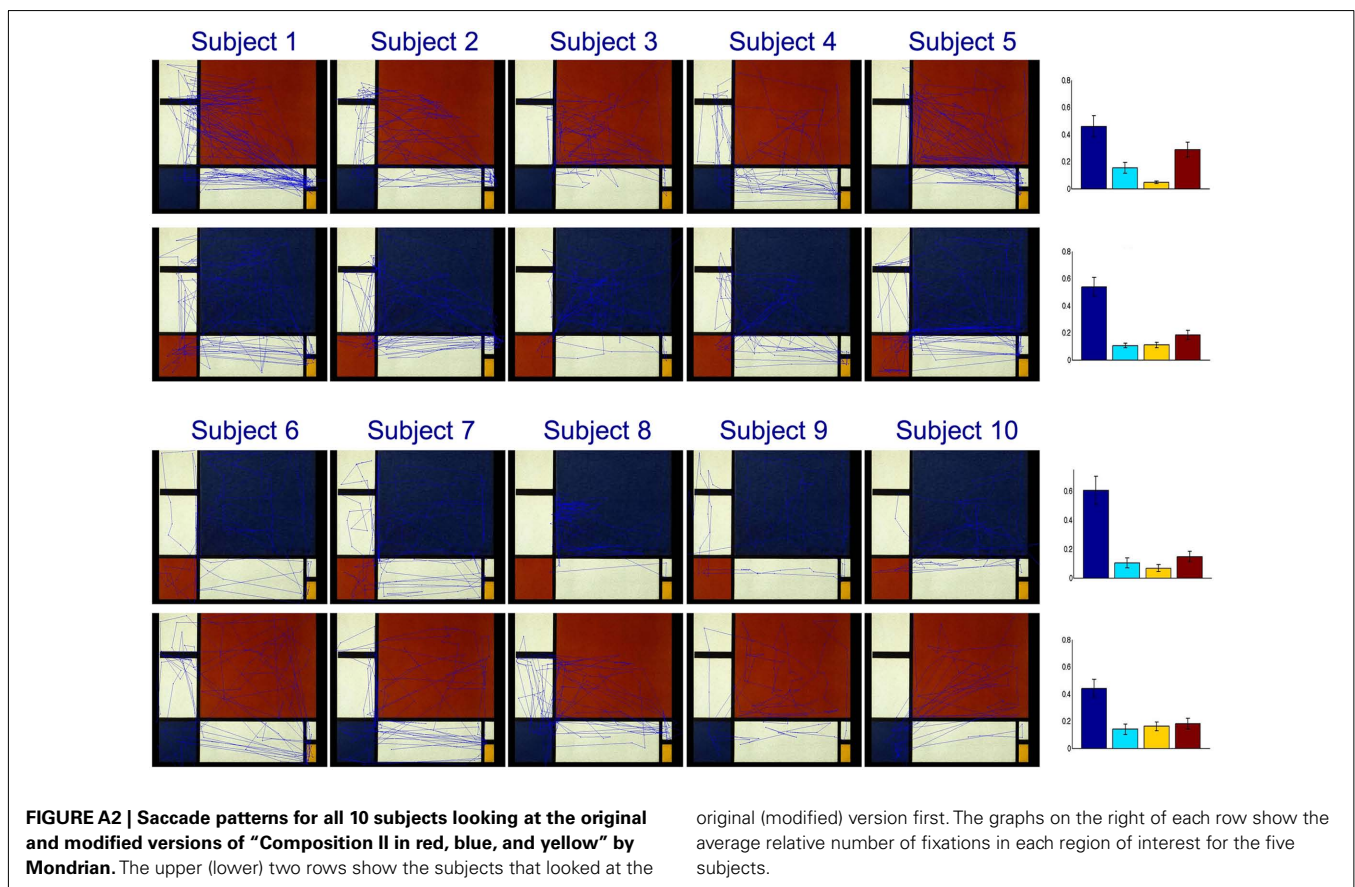 Subject 1 Subject 2 Subject 3 Subject 4 Subject 5
0.8
0.6
0.4
0.2
0
0.8
0.6
0.4
0.2
0
Subject 6 Subject 7 Subject 8 Subject 9 Subject 10
0.6
0.4
0.2
0
0.8
0.6
0.4
0.2
0
FIGURE A2 | Saccade patterns for all 10 subjects looking at the original
and modified versions of “Composition II in red, blue, and yellow” by
Mondrian. The upper (lower) two rows show the subjects that looked at the
original (modified) version first. The graphs on the right of each row show the
average relative number of fixations in each region of interest for the five
subjects.